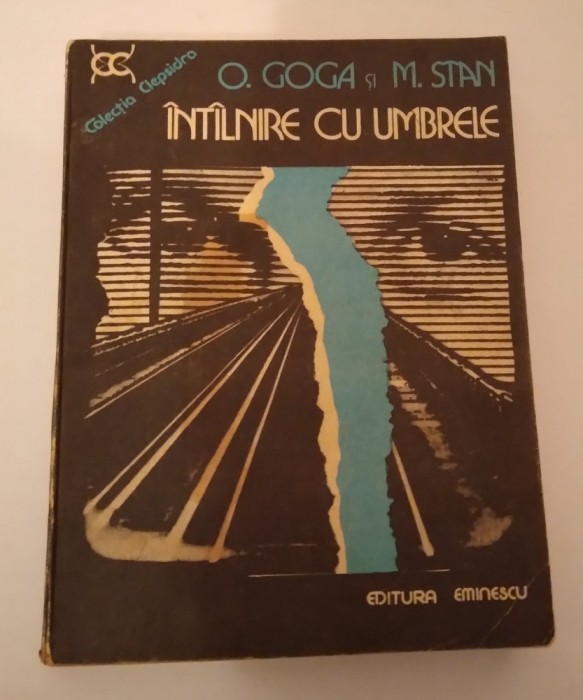 Colecția Clepsidra
O. GOGA ȘI M. STAN
ÎNTÎLNIRE CU UMBRELE
EDITURA EMINESCU